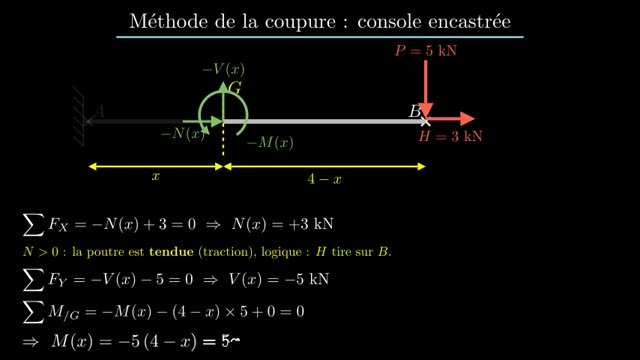 Méthode de la coupure : console encastrée
P = 5 kN
−V(x)
A
G
B
−N(x)
−M(x)
H = 3 kN
x
4 − x
∑ F_X = −N(x) + 3 = 0 ⇒ N(x) = +3 kN
N > 0 : la poutre est tendue (traction), logique : H tire sur B.
∑ F_Y = −V(x) − 5 = 0 ⇒ V(x) = −5 kN
∑ M_{/G} = −M(x) − (4 − x) × 5 + 0 = 0
⇒ M(x) = −5 (4 − x) = 5